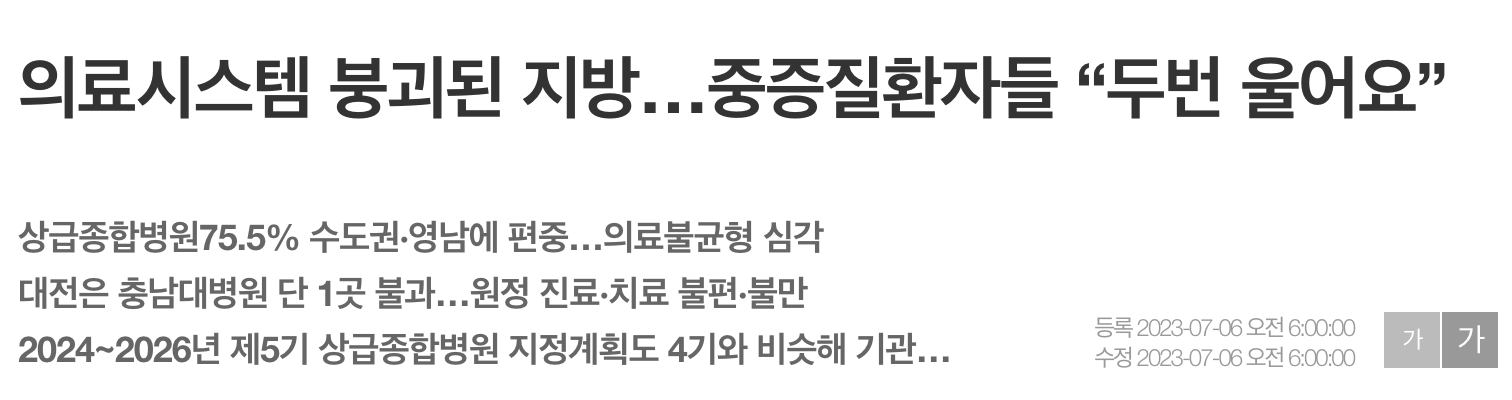 의료시스템 붕괴된 지방…중증질환자들 “두번 울어요”
상급종합병원75.5% 수도권·영남에 편중…의료불균형 심각
대전은 충남대병원 단 1곳 불과…원정 진료·치료 불편·불만
2024~2026년 제5기 상급종합병원 지정계획도 4기와 비슷해 기관…
등록 2023-07-06 오전 6:00:00
수정 2023-07-06 오전 6:00:00
가 가